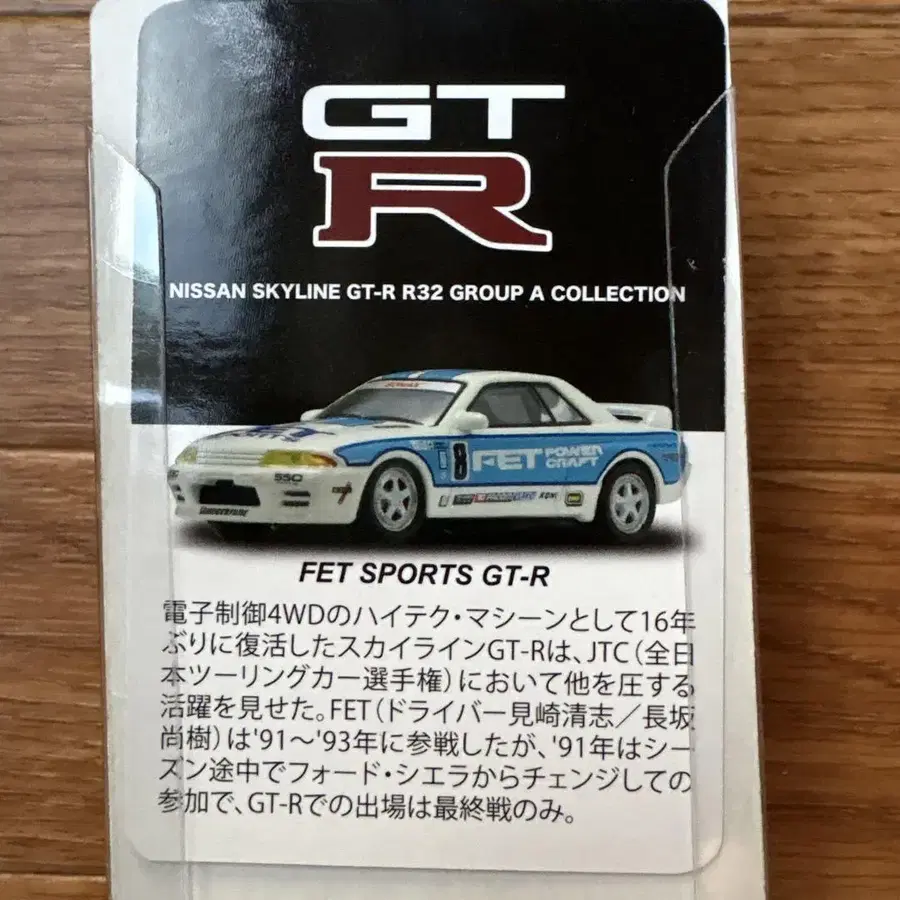 GT
R
NISSAN SKYLINE GT-R R32 GROUP A COLLECTION
8 FET POWER
CRAFT
SSO
KONI
FET SPORTS GT-R
電子制御4WDのハイテク・マシーンとして16年
ぶりに復活したスカイラインGT-Rは、JTC(全日
本ツーリングカー選手権)において他を圧する
活躍を見せた。FET(ドライバー見崎清志/長坂
尚樹)は'91〜'93年に参戦したが、'91年はシー
ズン途中でフォード・シエラからチェンジしての
参加で、GT-Rでの出場は最終戦のみ。